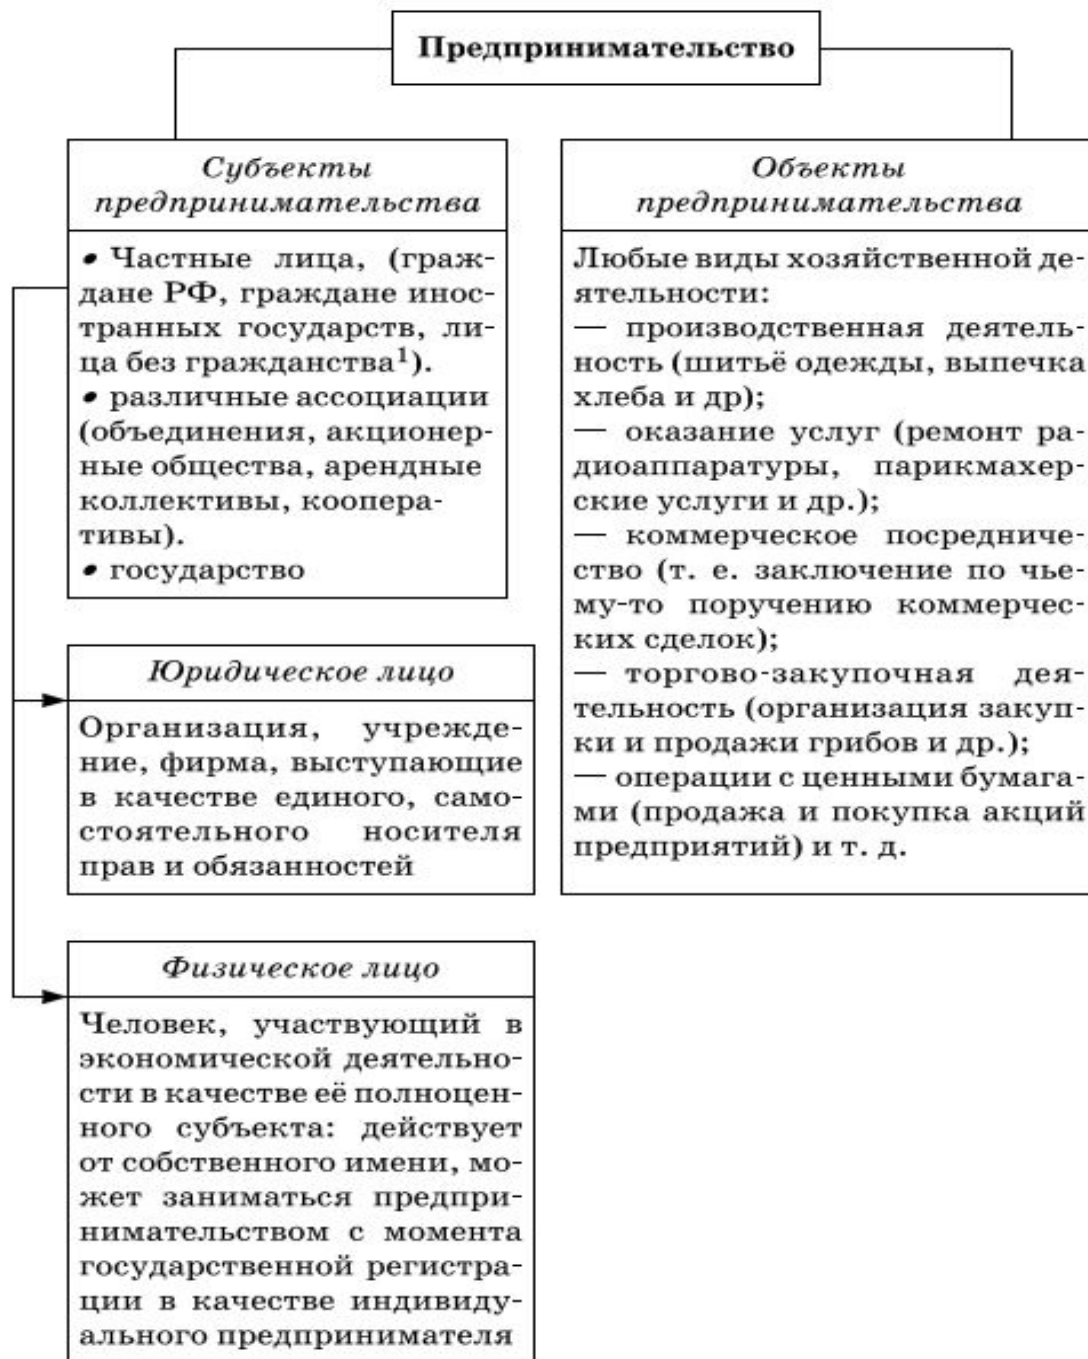 Предпринимательство
Субъекты
предпринимательства
• Частные лица, (граж-
дане РФ, граждане инос-
транных государств, ли-
ца без гражданства¹).
• различные ассоциации
(объединения, акционер-
ные общества, арендные
коллективы, коопера-
тивы).
• государство
Юридическое лицо
Организация, учрежде-
ние, фирма, выступающие
в качестве единого, само-
стоятельного носителя
прав и обязанностей
Физическое лицо
Человек, участвующий в
экономической деятельно-
сти в качестве её полноцен-
ного субъекта: действует
от собственного имени, мо-
жет заниматься предпри-
нимательством с момента
государственной регистра-
ции в качестве индивиду-
ального предпринимателя
Объекты
предпринимательства
Любые виды хозяйственной де-
ятельности:
— производственная деятель-
ность (шитьё одежды, выпечка
хлеба и др);
— оказание услуг (ремонт ра-
диоаппаратуры, парикмахер-
ские услуги и др.);
— коммерческое посредниче-
ство (т. е. заключение по чье-
му-то поручению коммерчес-
ких сделок);
— торгово-закупочная дея-
тельность (организация закуп-
ки и продажи грибов и др.);
— операции с ценными бумага-
ми (продажа и покупка акций
предприятий) и т. д.